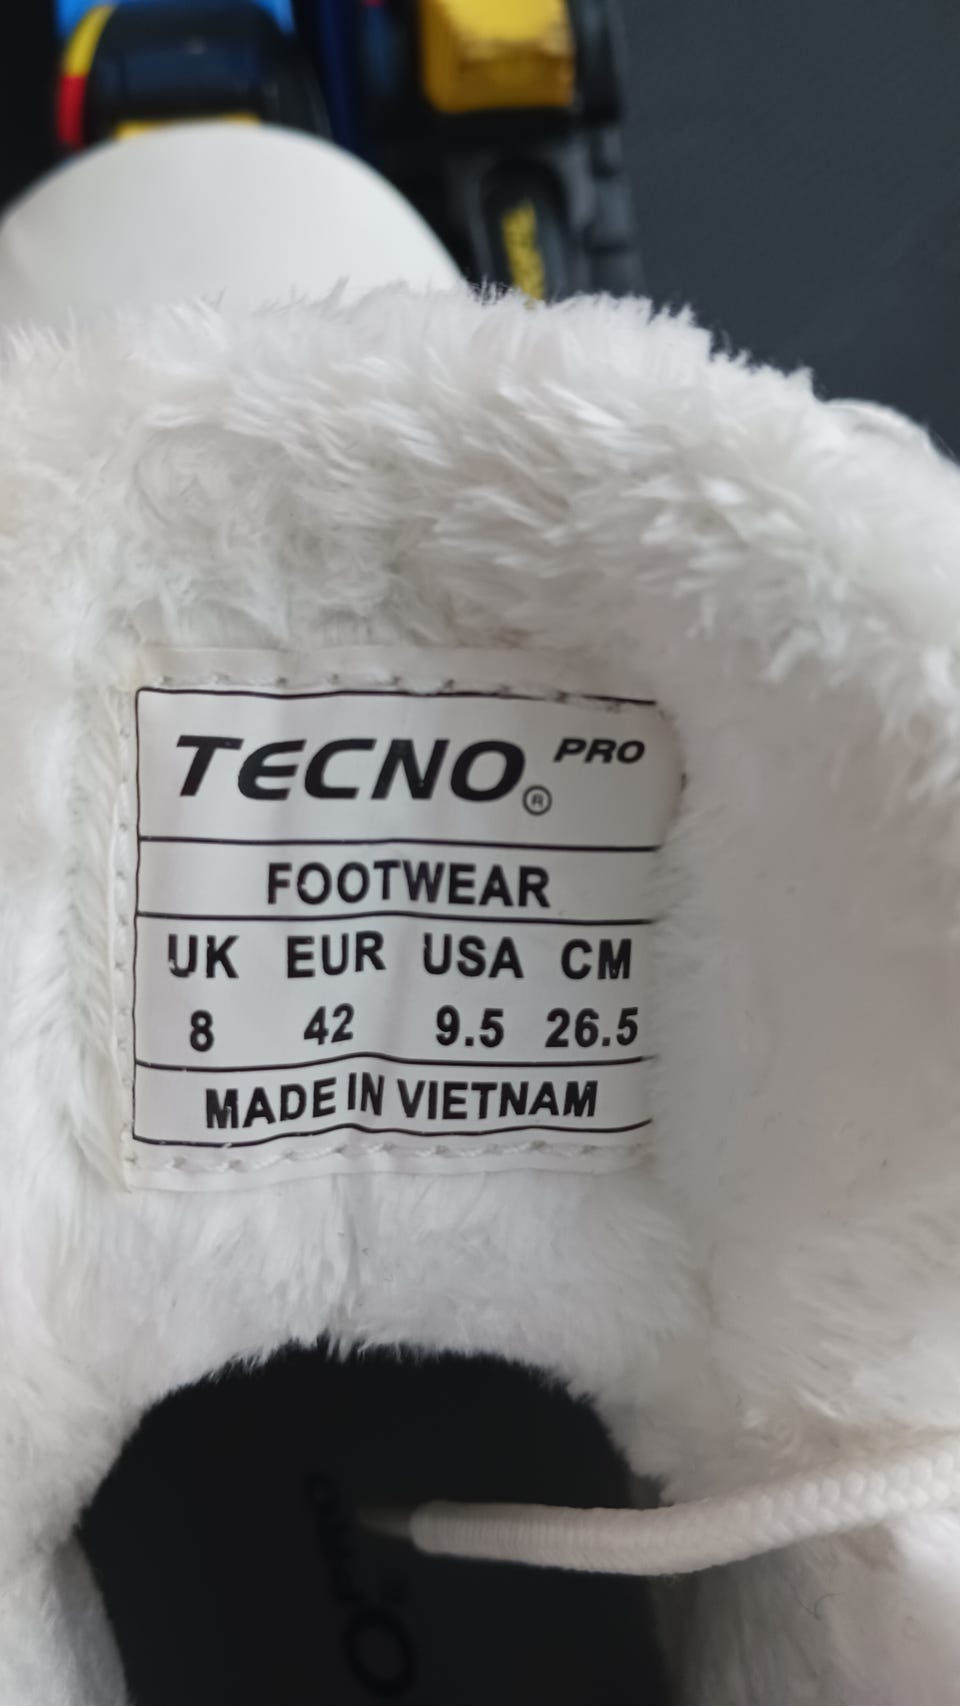 TECNO® PRO
FOOTWEAR
UK EUR USA CM
8 42 9.5 26.5
MADE IN VIETNAM